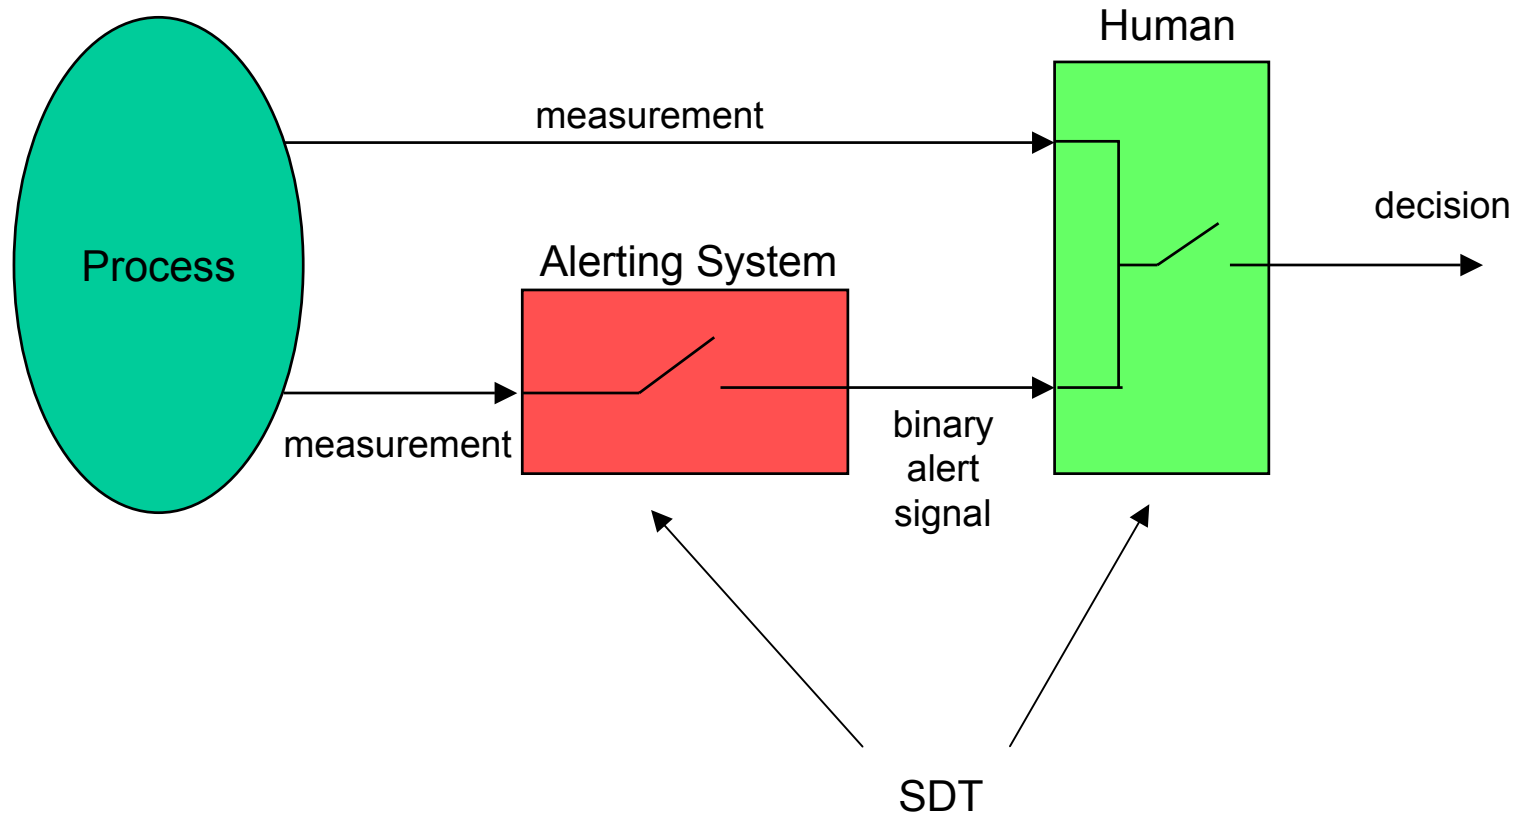 Human
measurement
decision
Process
Alerting System
measurement
binary
alert
signal
SDT